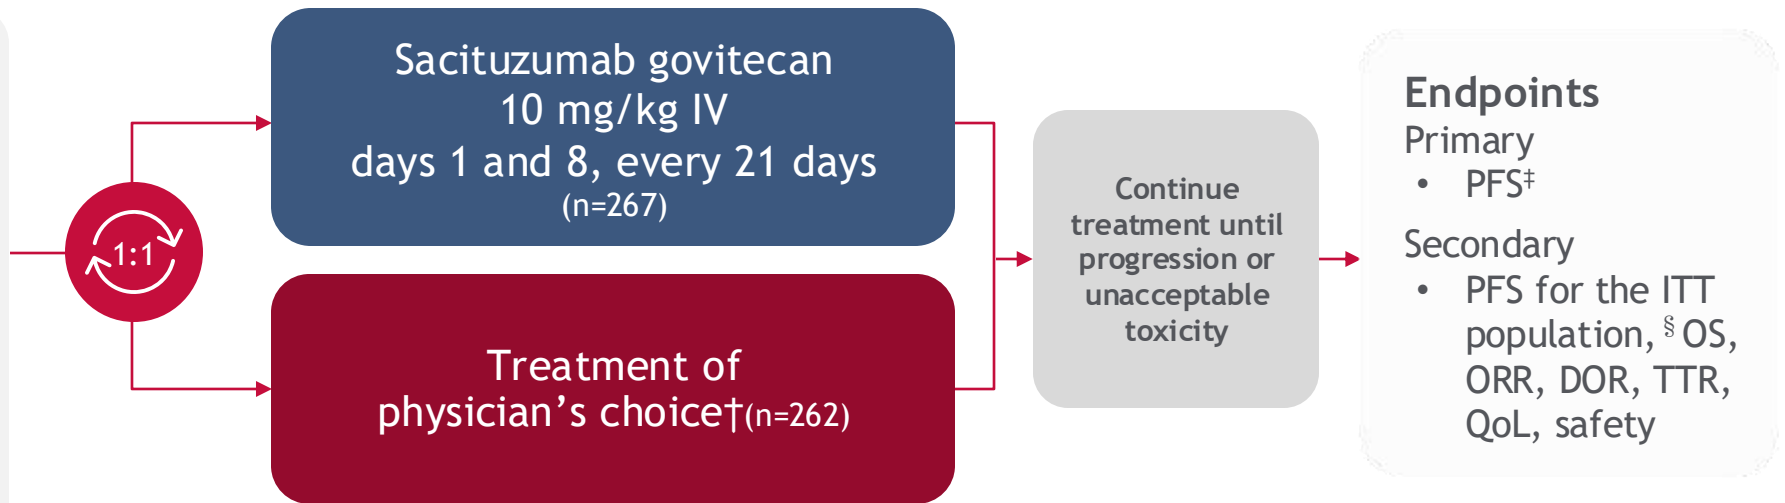 1:1
Sacituzumab govitecan
10 mg/kg IV
days 1 and 8, every 21 days
(n=267)
Treatment of
physician’s choice†(n=262)
Continue
treatment until
progression or
unacceptable
toxicity
Endpoints
Primary
• PFS‡
Secondary
• PFS for the ITT
population, § OS,
ORR, DOR, TTR,
QoL, safety